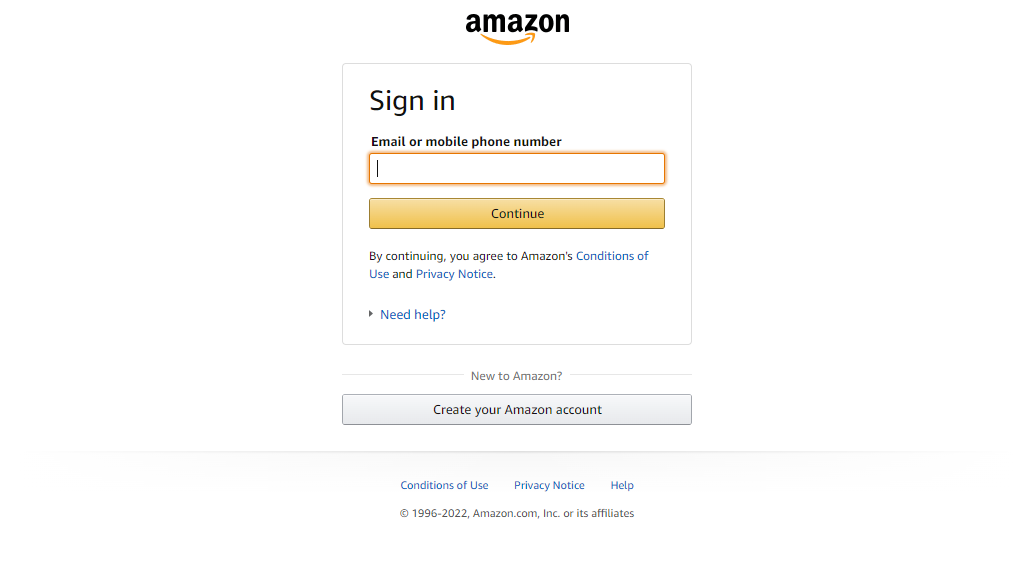 amazon
Sign in
Email or mobile phone number
Continue
By continuing, you agree to Amazon's Conditions of
Use and Privacy Notice.
Need help?
New to Amazon?
Create your Amazon account
Conditions of Use Privacy Notice Help
© 1996-2022, Amazon.com, Inc. or its affiliates